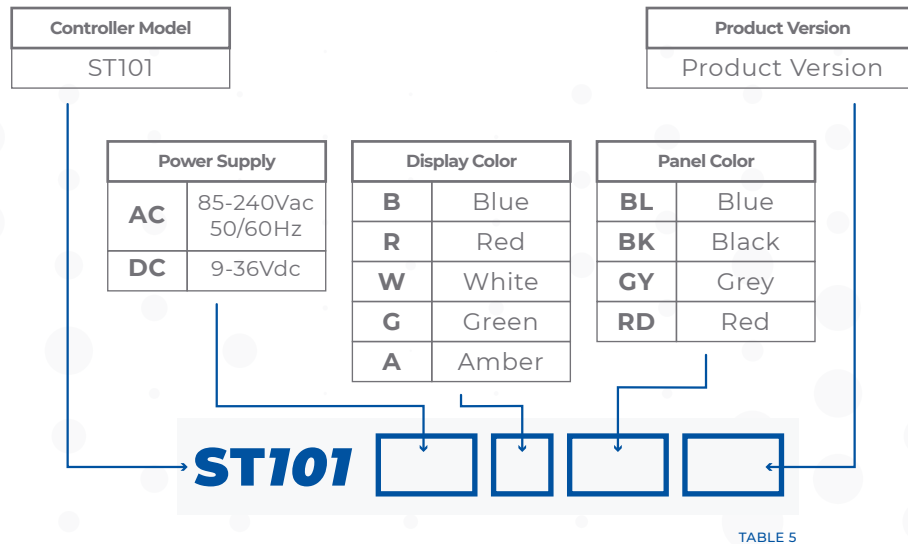 Controller Model
ST101
Product Version
Product Version
Power Supply
AC 85-240Vac
50/60Hz
DC 9-36Vdc
Display Color
B Blue
R Red
W White
G Green
A Amber
Panel Color
BL Blue
BK Black
GY Grey
RD Red
ST101
TABLE 5